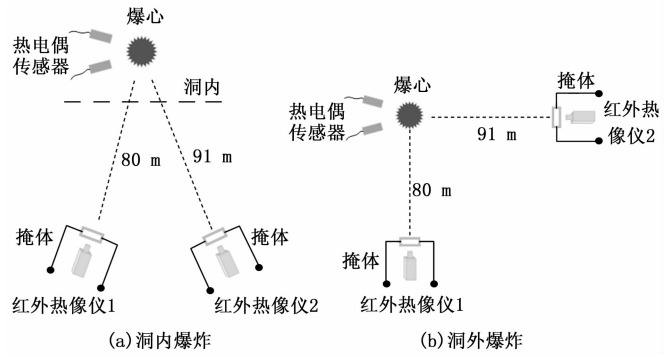 爆心
热电偶
传感器
洞内
80 m
91 m
掩体
掩体
红外热像仪1
红外热像仪2
(a)洞内爆炸
爆心
热电偶
传感器
掩体
红外热
像仪2
91 m
80 m
掩体
红外热像仪1
(b)洞外爆炸